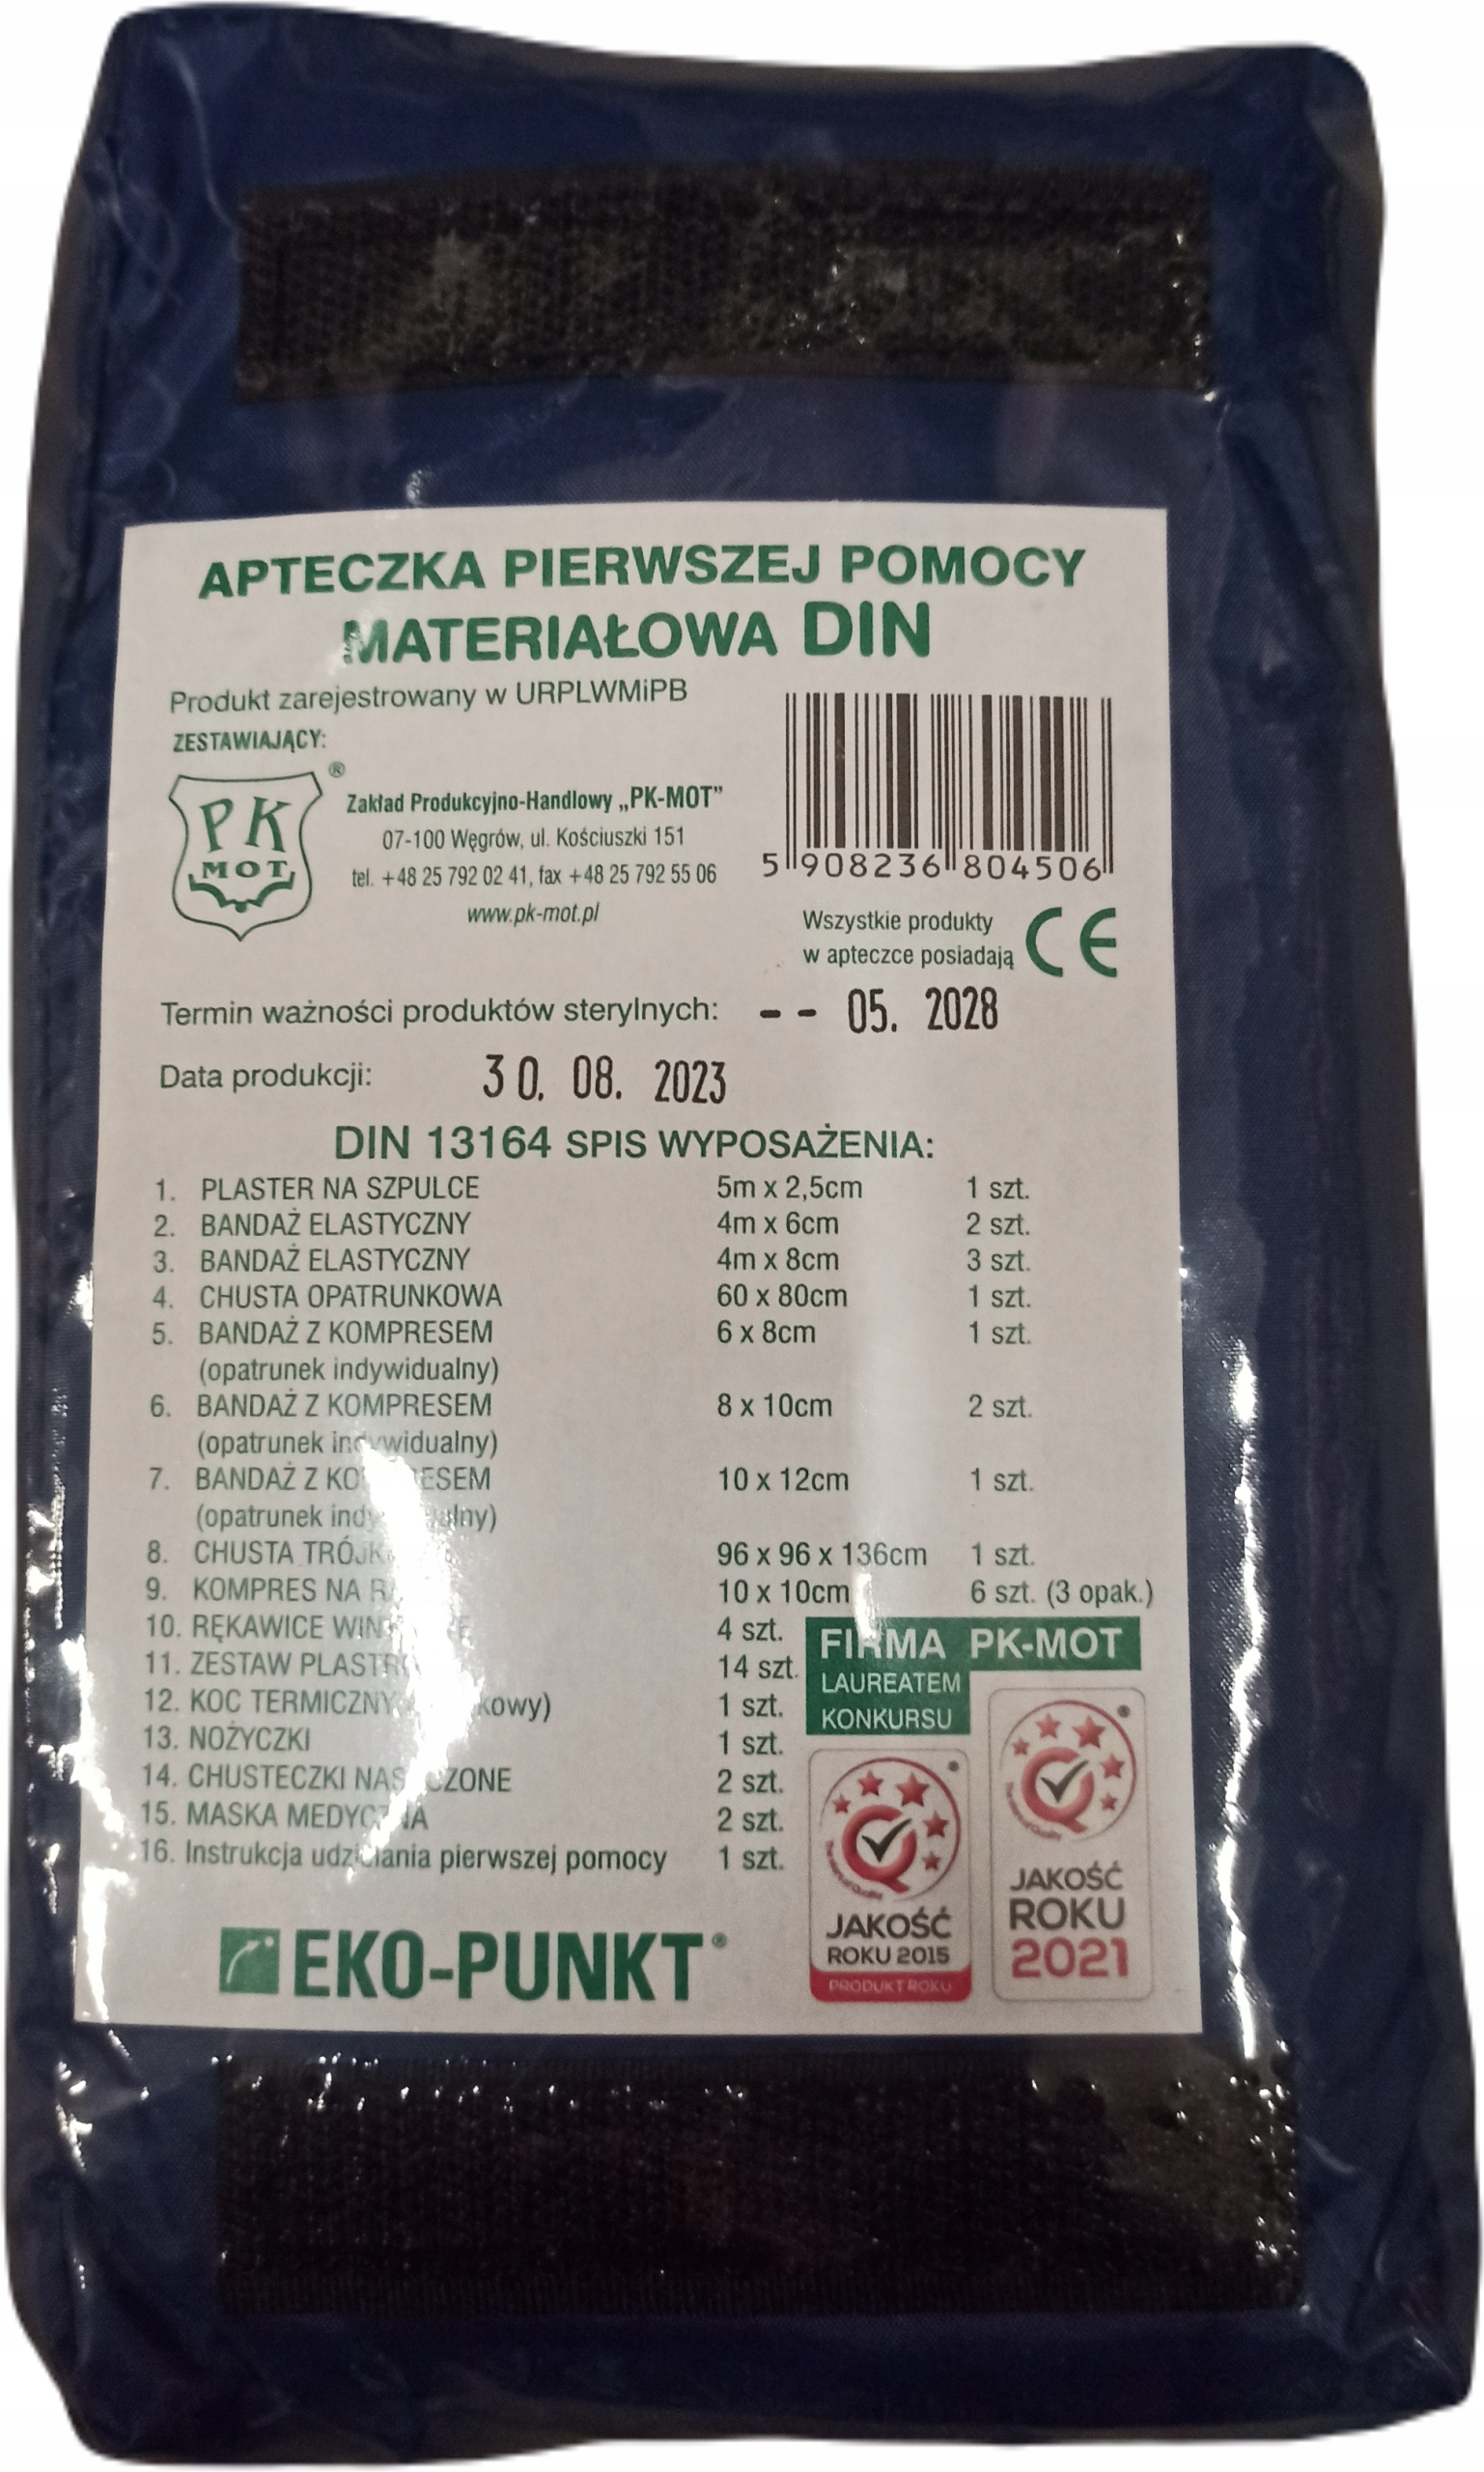 APTECZKA PIERWSZEJ POMOCY
MATERIAŁOWA DIN
Produkt zarejestrowany w URPLWMiPB
ZESTAWIAJĄCY:
PK
MOT
®
Zakład Produkcyjno-Handlowy „PK-MOT”
07-100 Węgrów, ul. Kościuszki 151
tel. +48 25 792 02 41, fax +48 25 792 55 06
www.pk-mot.pl
5 908236 804506
Wszystkie produkty
w apteczce posiadają CE
Termin ważności produktów sterylnych: -- 05. 2028
Data produkcji: 30. 08. 2023
DIN 13164 SPIS WYPOSAŻENIA:
1. PLASTER NA SZPULCE 5m x 2,5cm 1 szt.
2. BANDAŻ ELASTYCZNY 4m x 6cm 2 szt.
3. BANDAŻ ELASTYCZNY 4m x 8cm 3 szt.
4. CHUSTA OPATRUNKOWA 60 x 80cm 1 szt.
5. BANDAŻ Z KOMPRESEM 6 x 8cm 1 szt.
(opatrunek indywidualny)
6. BANDAŻ Z KOMPRESEM 8 x 10cm 2 szt.
(opatrunek indywidualny)
7. BANDAŻ Z KOMPRESEM 10 x 12cm 1 szt.
(opatrunek indywidualny)
8. CHUSTA 96 x 96 x 136cm 1 szt.
9. KOMPRES NA 10 x 10cm 6 szt. (3 opak.)
10. RĘKAWICE 4 szt.
11. ZESTAW 14 szt.
12. KOC TERMICZNY 1 szt.
13. NOŻYCZKI 1 szt.
14. CHUSTECZKI NASĄCZONE 2 szt.
15. MASKA MEDYCZNA 2 szt.
16. Instrukcja udzielania pierwszej pomocy 1 szt.
FIRMA PK-MOT
LAUREATEM
KONKURSU
JAKOŚĆ
ROKU 2015
PRODUKT ROKU
JAKOŚĆ
ROKU
2021
EKO-PUNKT®